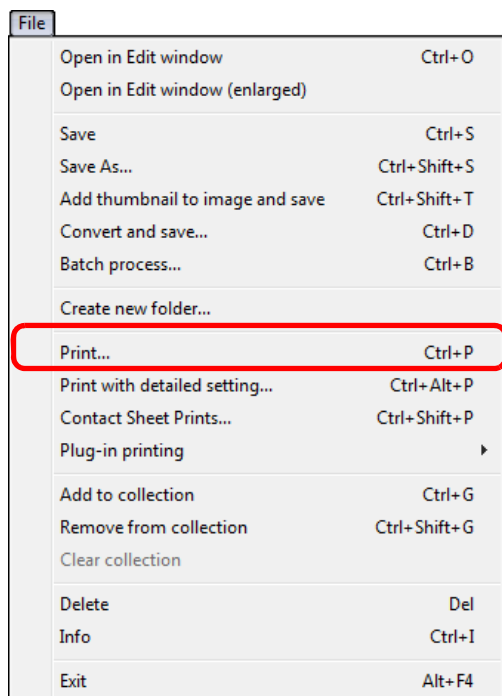 File
Open in Edit window Ctrl+O
Open in Edit window (enlarged)
Save Ctrl+S
Save As... Ctrl+Shift+S
Add thumbnail to image and save Ctrl+Shift+T
Convert and save... Ctrl+D
Batch process... Ctrl+B
Create new folder...
Print... Ctrl+P
Print with detailed setting... Ctrl+Alt+P
Contact Sheet Prints... Ctrl+Shift+P
Plug-in printing
Add to collection Ctrl+G
Remove from collection Ctrl+Shift+G
Clear collection
Delete Del
Info Ctrl+I
Exit Alt+F4